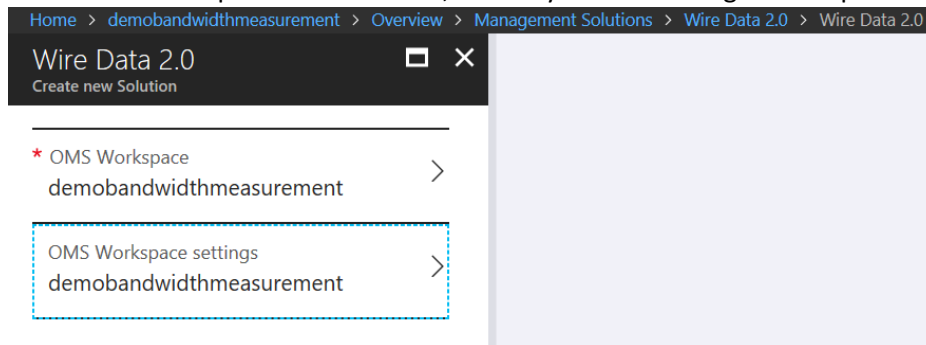 Home > demobandwidthmeasurement > Overview > Management Solutions > Wire Data 2.0 > Wire Data 2.0
Wire Data 2.0
Create new Solution
* OMS Workspace
demobandwidthmeasurement
OMS Workspace settings
demobandwidthmeasurement